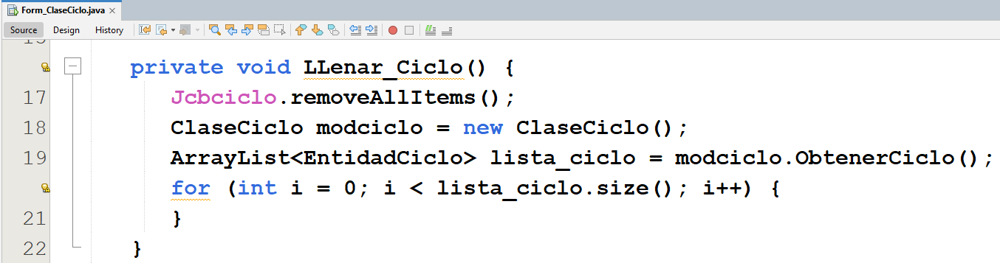 Form_ClaseCiclo.java
Source Design History
private void LLenar_Ciclo() {
17 Jcbciclo.removeAllItems();
18 ClaseCiclo modciclo = new ClaseCiclo();
19 ArrayList<EntidadCiclo> lista_ciclo = modciclo.ObtenerCiclo();
for (int i = 0; i < lista_ciclo.size(); i++) {
21 }
22 }